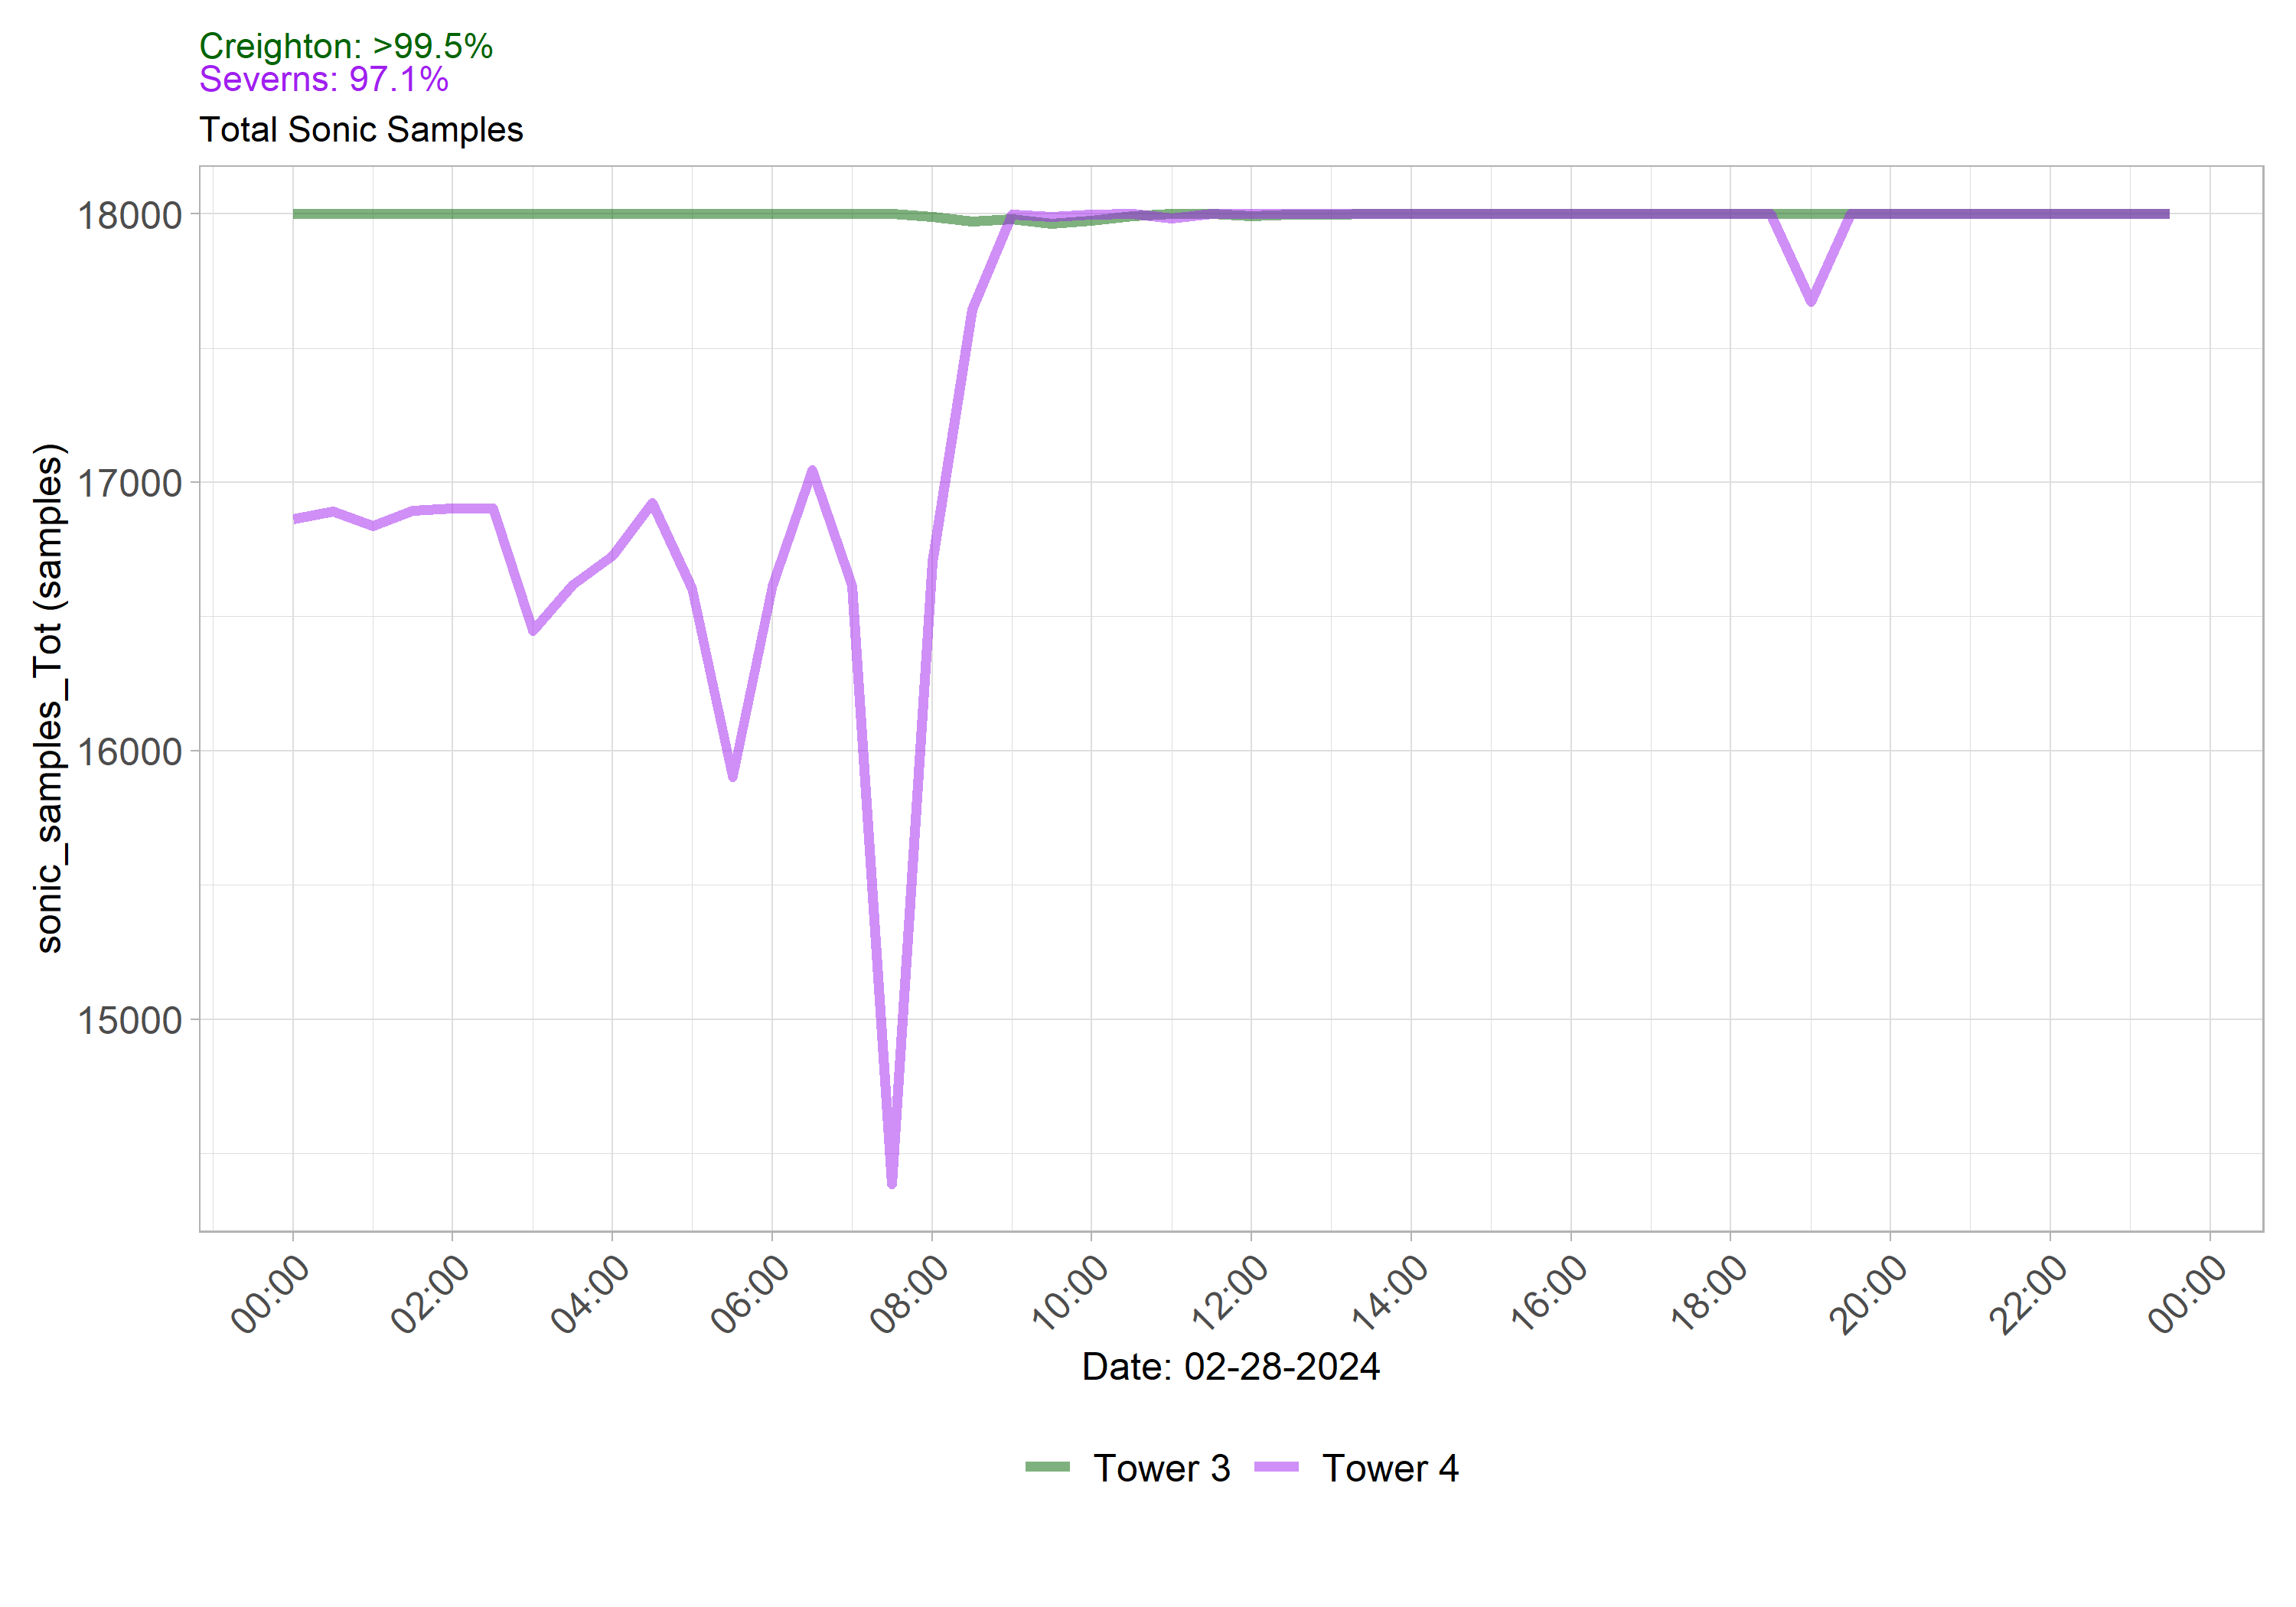 Creighton: >99.5%
Severns: 97.1%
Total Sonic Samples
sonic_samples_Tot (samples)
18000
17000
16000
15000
00:00 02:00 04:00 06:00 08:00 10:00 12:00 14:00 16:00 18:00 20:00 22:00 00:00
Date: 02-28-2024
Tower 3 Tower 4